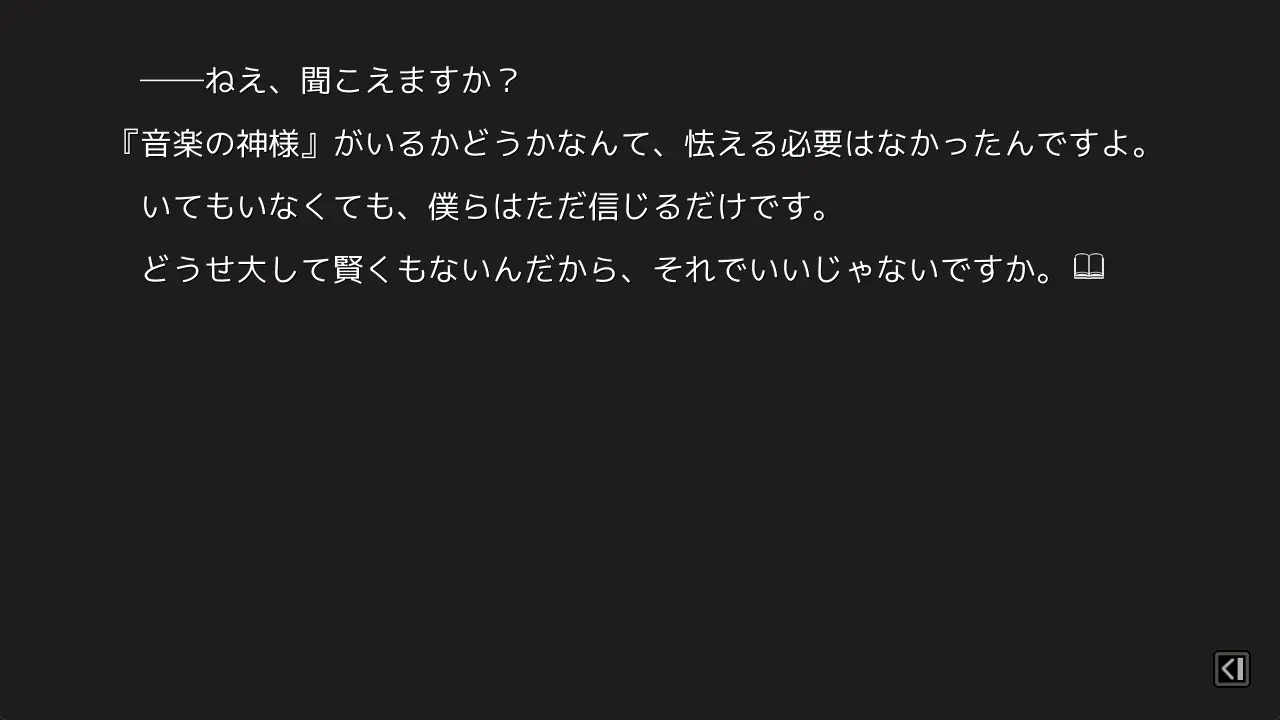 ――ねえ、聞こえますか？
『音楽の神様』がいるかどうかなんて、怯える必要はなかったんですよ。
いてもいなくても、僕らはただ信じるだけです。
どうせ大して賢くもないんだから、それでいいじゃないですか。